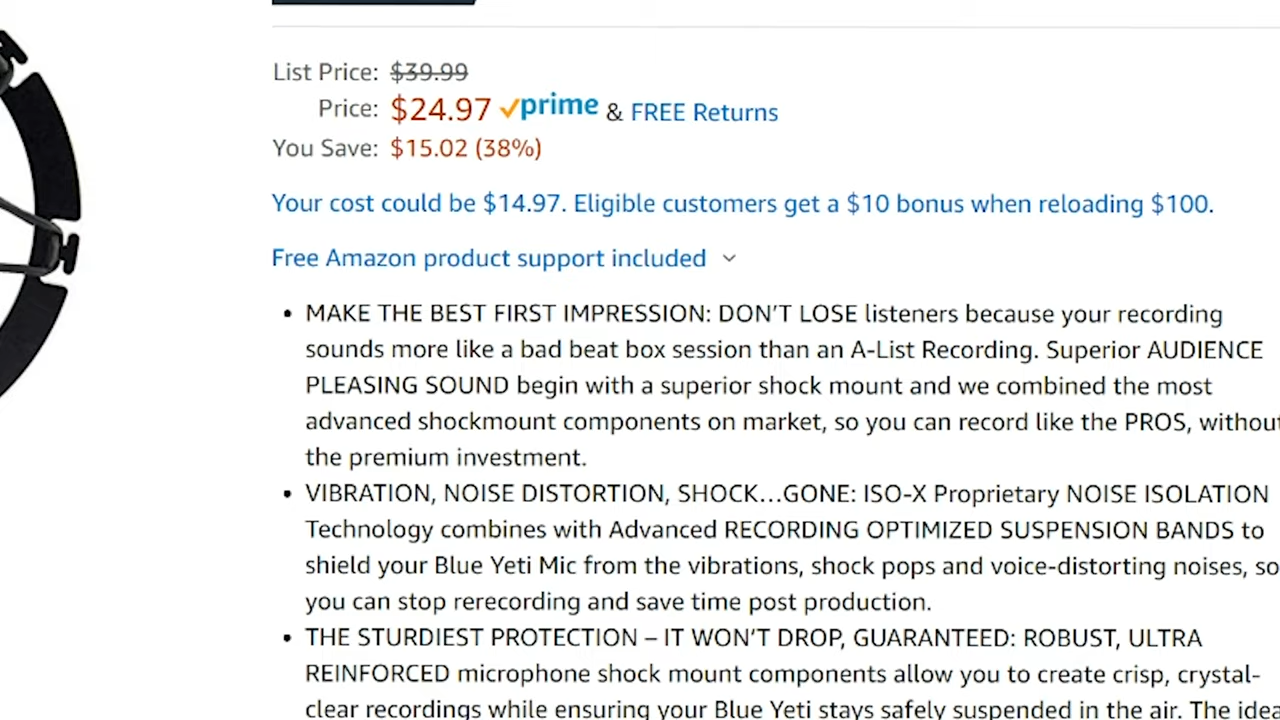 List Price: $39.99
Price: $24.97 prime & FREE Returns
You Save: $15.02 (38%)
Your cost could be $14.97. Eligible customers get a $10 bonus when reloading $100.
Free Amazon product support included
• MAKE THE BEST FIRST IMPRESSION: DON’T LOSE listeners because your recording
sounds more like a bad beat box session than an A-List Recording. Superior AUDIENCE
PLEASING SOUND begin with a superior shock mount and we combined the most
advanced shockmount components on market, so you can record like the PROS, without
the premium investment.
• VIBRATION, NOISE DISTORTION, SHOCK…GONE: ISO-X Proprietary NOISE ISOLATION
Technology combines with Advanced RECORDING OPTIMIZED SUSPENSION BANDS to
shield your Blue Yeti Mic from the vibrations, shock pops and voice-distorting noises, so
you can stop rerecording and save time post production.
• THE STURDIEST PROTECTION – IT WON’T DROP, GUARANTEED: ROBUST, ULTRA
REINFORCED microphone shock mount components allow you to create crisp, crystal-
clear recordings while ensuring your Blue Yeti stays safely suspended in the air. The idea